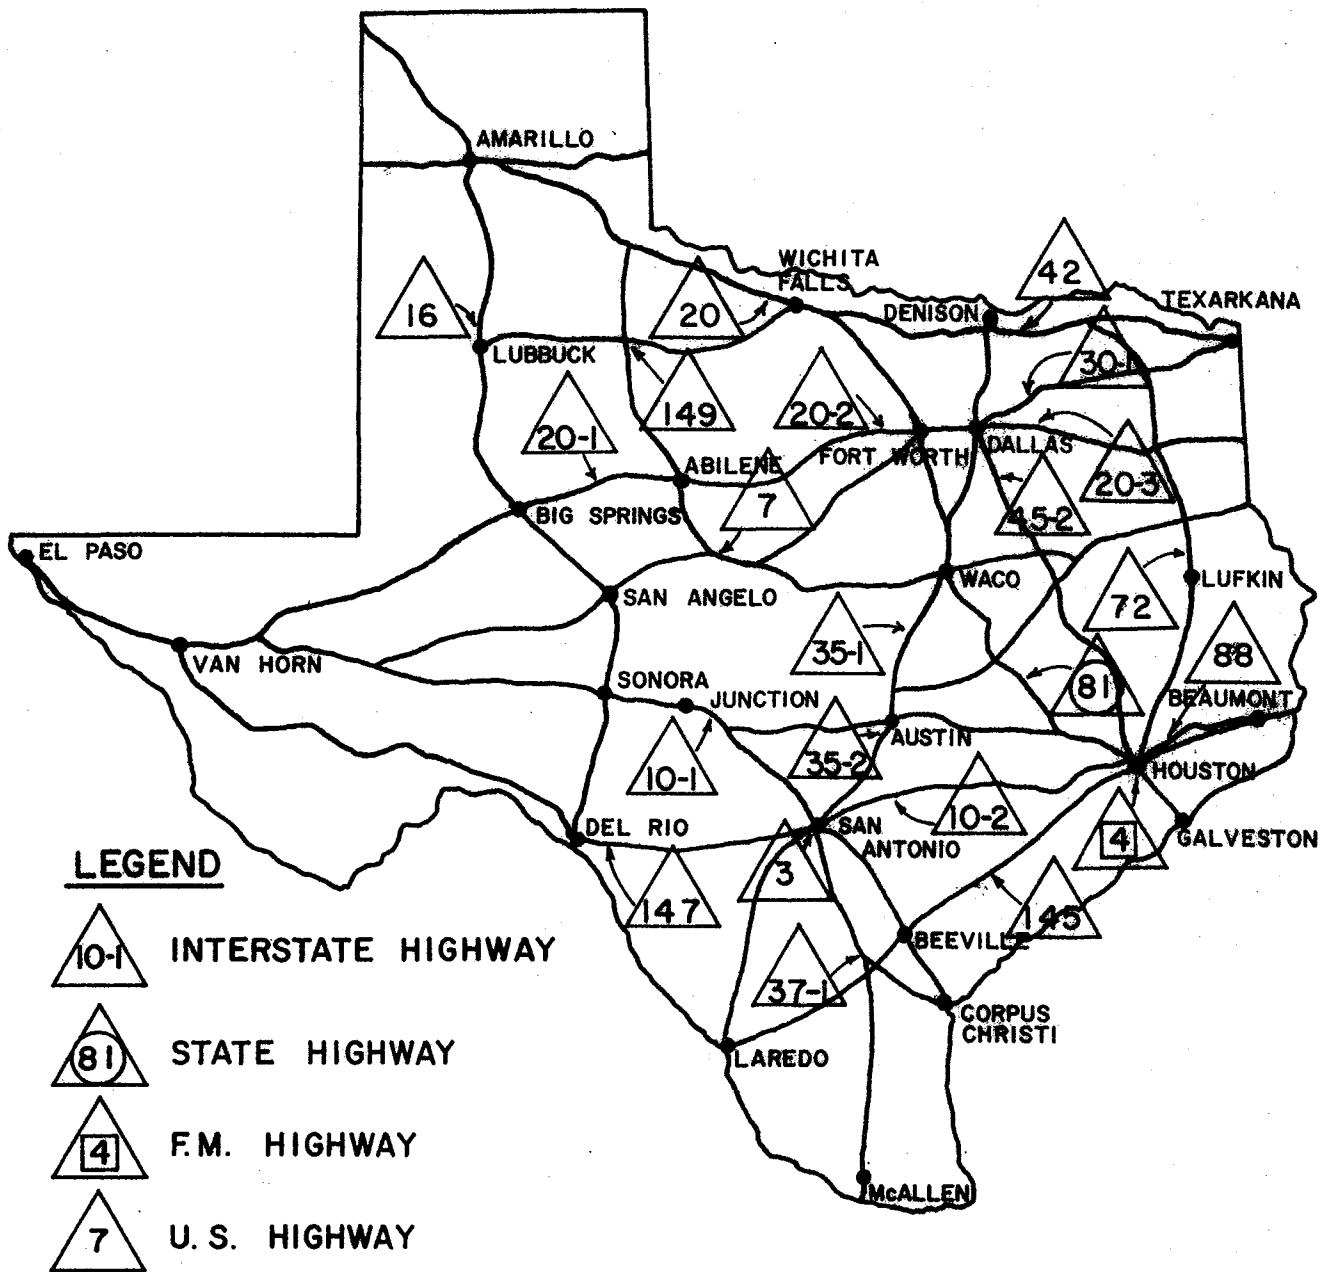 AMARILLO
WICHITA
FALLS
42
TEXARKANA
DENISON
16
20
LUBBUCK
30-1
149
20-2
20-1
FORT WORTH
DALLAS
ABILENE
20-3
7
45-2
BIG SPRINGS
EL PASO
WACO
LUFKIN
SAN ANGELO
72
35-1
88
VAN HORN
SONORA
JUNCTION
81
BEAUMONT
AUSTIN
35-2
10-1
HOUSTON
10-2
DEL RIO
SAN
ANTONIO
4
GALVESTON
3
147
145
BEEVILLE
37-1
CORPUS
CHRISTI
LAREDO
McALLEN
LEGEND
10-1 INTERSTATE HIGHWAY
81 STATE HIGHWAY
4 F.M. HIGHWAY
7 U.S. HIGHWAY